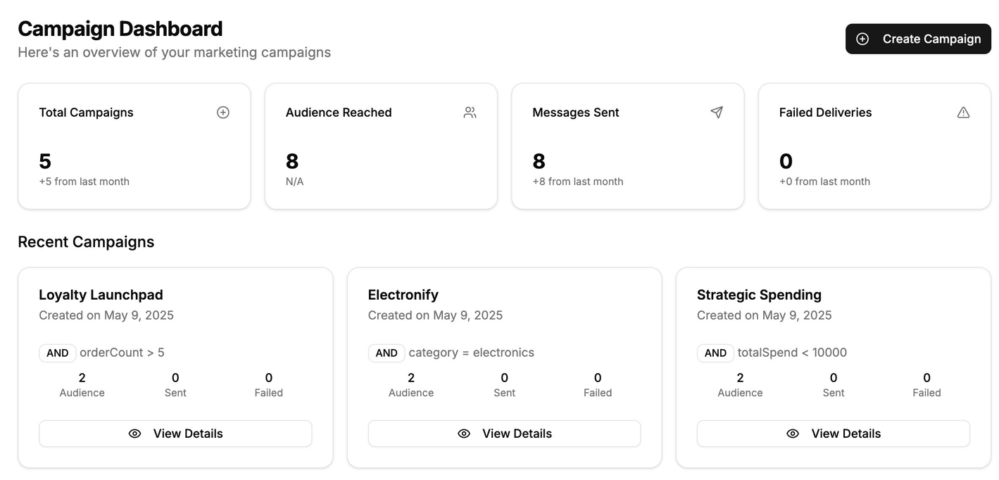 Campaign Dashboard
Here's an overview of your marketing campaigns
Create Campaign
Total Campaigns
5
+5 from last month
Audience Reached
8
N/A
Messages Sent
8
+8 from last month
Failed Deliveries
0
+0 from last month
Recent Campaigns
Loyalty Launchpad
Created on May 9, 2025
AND orderCount > 5
2 0 0
Audience Sent Failed
View Details
Electronify
Created on May 9, 2025
AND category = electronics
2 0 0
Audience Sent Failed
View Details
Strategic Spending
Created on May 9, 2025
AND totalSpend < 10000
2 0 0
Audience Sent Failed
View Details